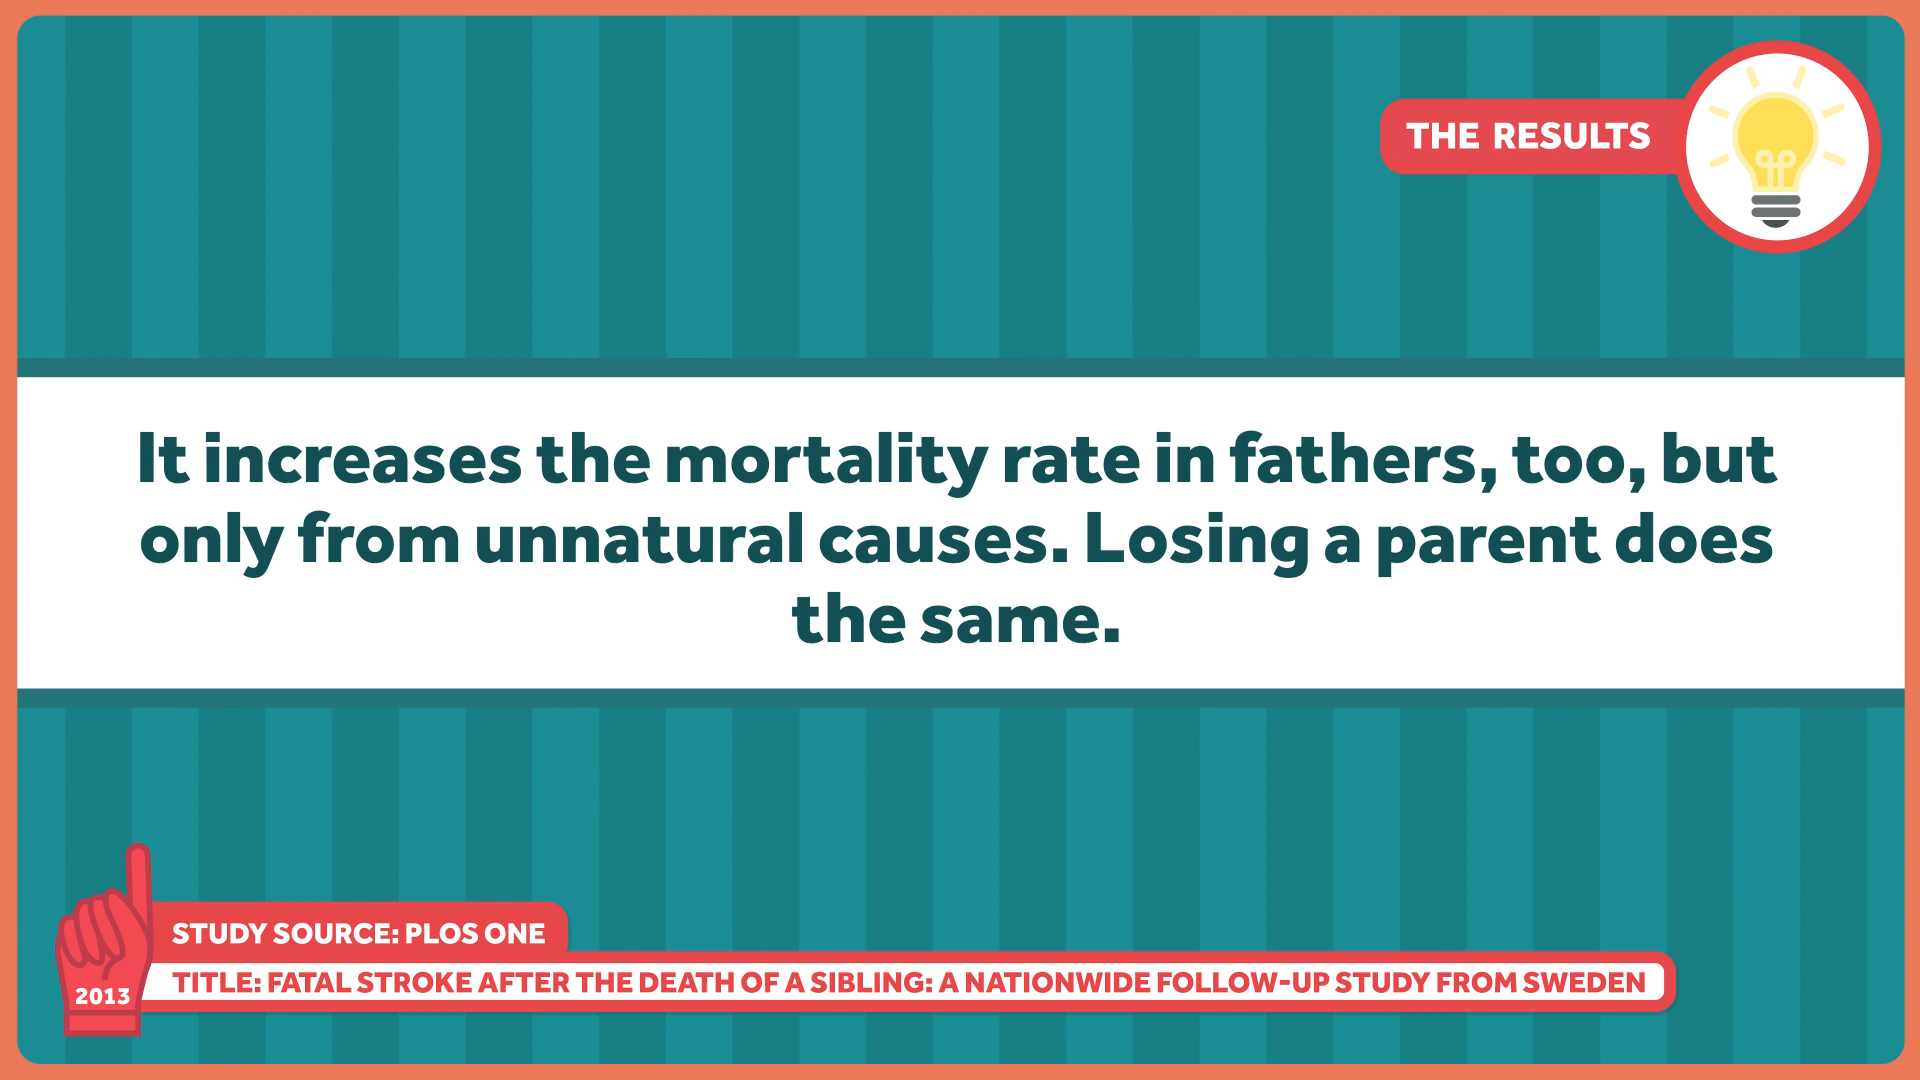 THE RESULTS
It increases the mortality rate in fathers, too, but
only from unnatural causes. Losing a parent does
the same.
STUDY SOURCE: PLOS ONE
TITLE: FATAL STROKE AFTER THE DEATH OF A SIBLING: A NATIONWIDE FOLLOW-UP STUDY FROM SWEDEN
2013